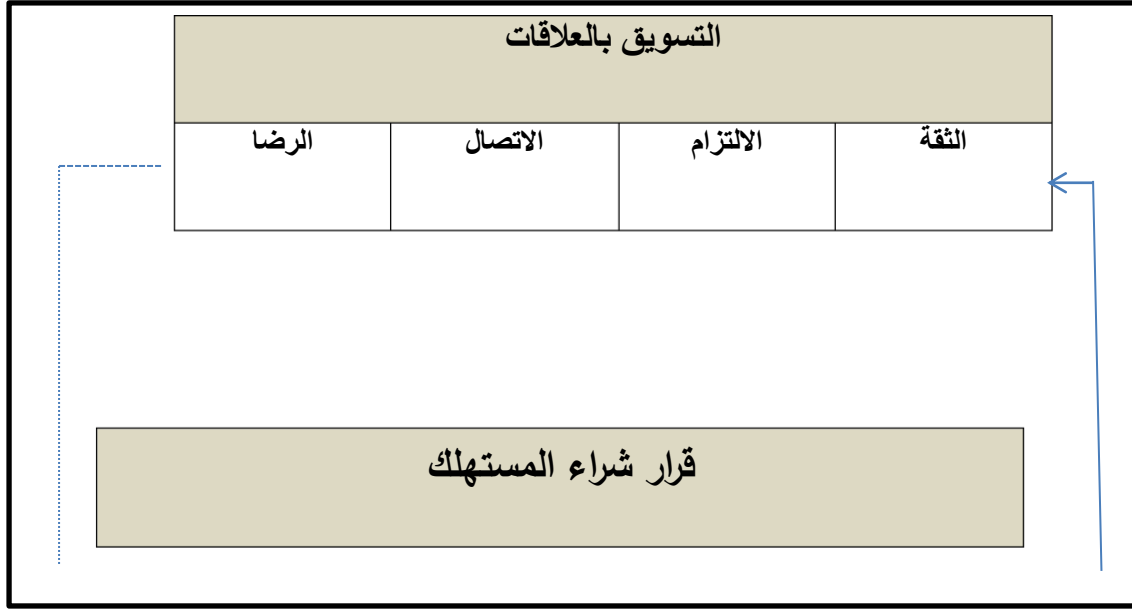 التسويق بالعلاقات
الثقة الالتزام الاتصال الرضا
قرار شراء المستهلك